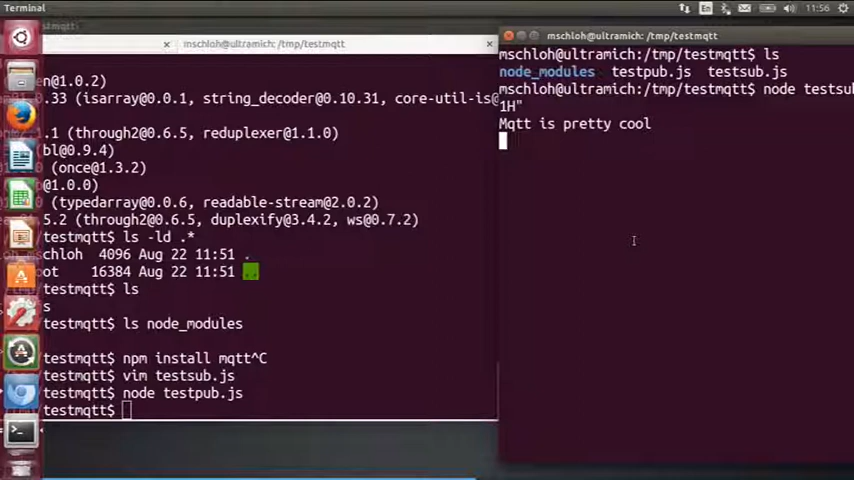 Terminal
En
11:56
mschloh@ultramich: /tmp/testmqtt
en@1.0.2)
.0.33 (isarray@0.0.1, string_decoder@0.10.31, core-util-is@
1.1 (through2@0.6.5, reduplexer@1.1.0)
bl@0.9.4)
(once@1.3.2)
p@1.0.0)
(typedarray@0.0.6, readable-stream@2.0.2)
.5.2 (through2@0.6.5, duplexify@3.4.2, ws@0.7.2)
testmqtt$ ls -ld .*
mschloh 4096 Aug 22 11:51 .
oot 16384 Aug 22 11:51 ..
testmqtt$ ls
s
testmqtt$ ls node_modules
testmqtt$ npm install mqtt^C
testmqtt$ vim testsub.js
testmqtt$ node testpub.js
testmqtt$
mschloh@ultramich: /tmp/testmqtt
mschloh@ultramich:/tmp/testmqtt$ ls
node_modules testpub.js testsub.js
mschloh@ultramich:/tmp/testmqtt$ node testsu
1H"
Mqtt is pretty cool